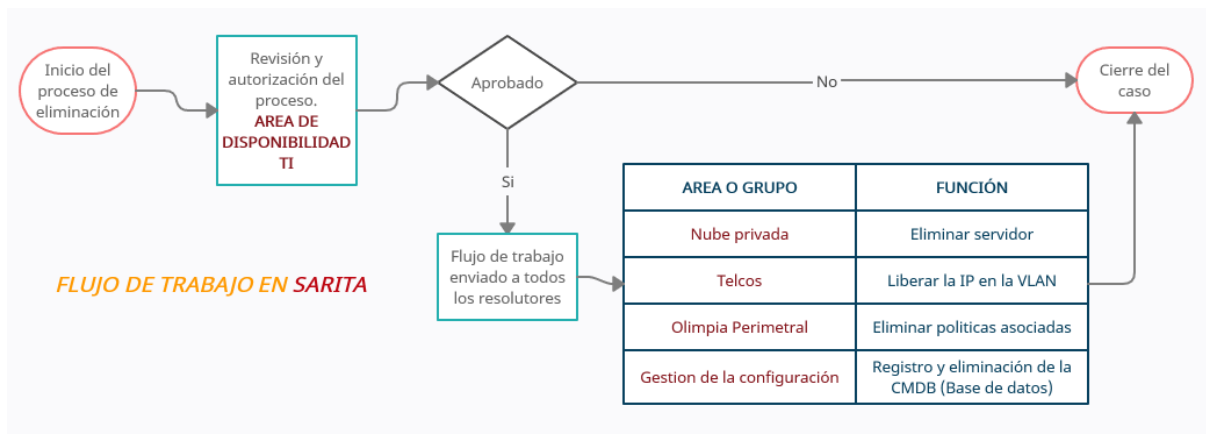 Inicio del
proceso de
eliminación
Revisión y
autorización del
proceso.
AREA DE
DISPONIBILIDAD
TI
Aprobado
No
Cierre del
caso
Si
Flujo de trabajo
enviado a todos
los resolutores
AREA O GRUPO
FUNCIÓN
Nube privada
Eliminar servidor
Telcos
Liberar la IP en la VLAN
Olimpia Perimetral
Eliminar politicas asociadas
Gestion de la configuración
Registro y eliminación de la
CMDB (Base de datos)
FLUJO DE TRABAJO EN SARITA